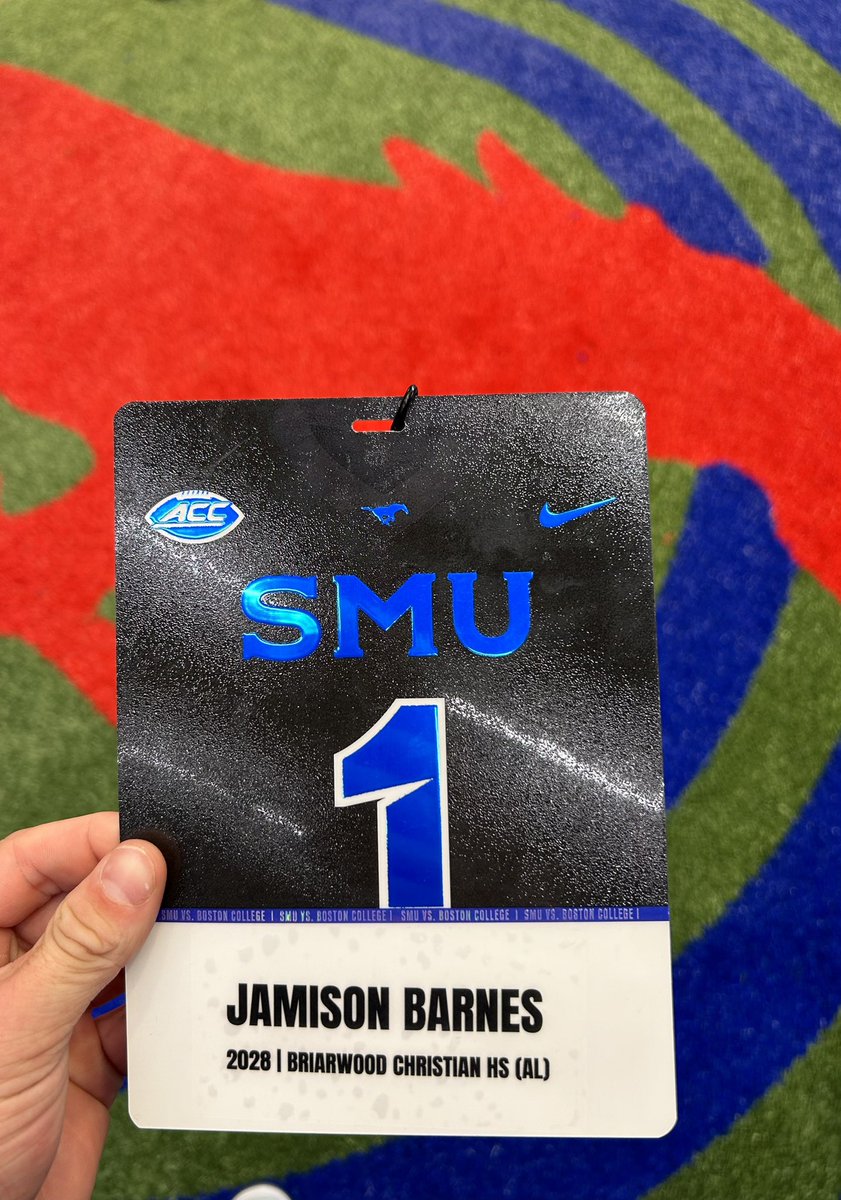 ACC
SMU
1
SMU VS. BOSTON COLLEGE | SMU VS. BOSTON COLLEGE | SMU VS. BOSTON COLLEGE | SMU VS. BOSTON COLLEGE |
JAMISON BARNES
2028 | BRIARWOOD CHRISTIAN HS (AL)